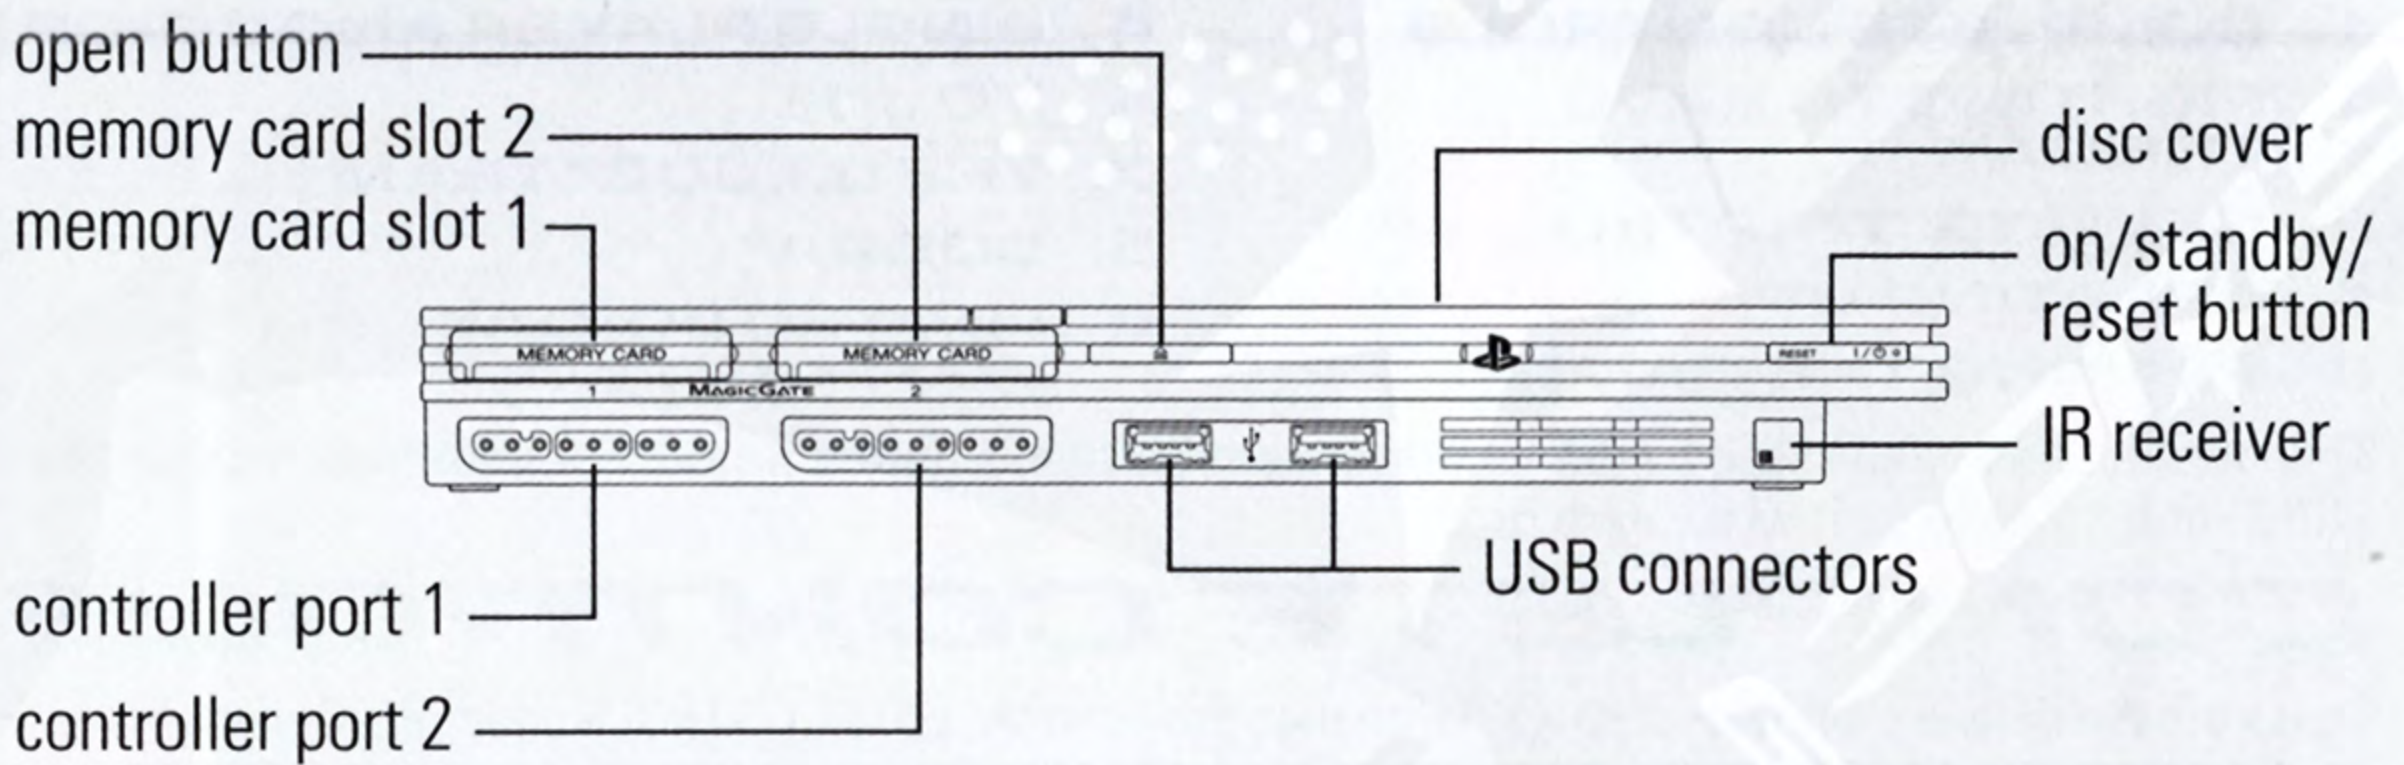 open button
memory card slot 2
memory card slot 1
disc cover
on/standby/
reset button
MEMORY CARD
MEMORY CARD
RESET
1
MAGICGATE
2
IR receiver
USB connectors
controller port 1
controller port 2